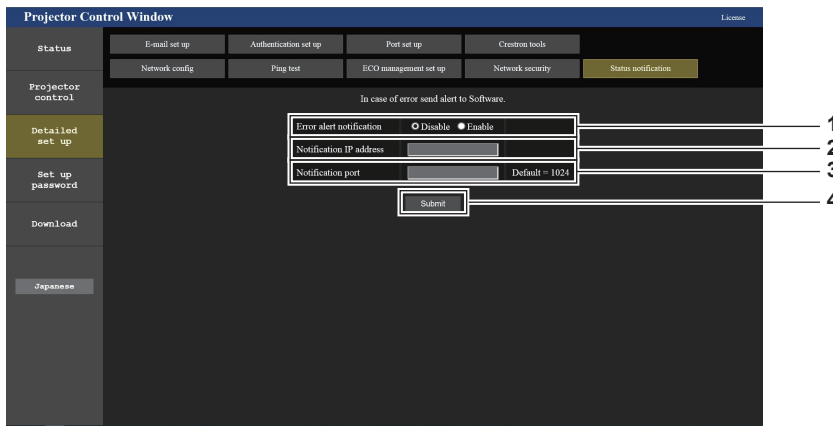 Projector Control Window License
Status
E-mail set up Authentication set up Port set up Crestron tools
Network config Ping test ECO management set up Network security Status notification
Projector
control
Detailed
set up
Set up
password
Download
Japanese
In case of error send alert to Software.
Error alert notification Disable Enable 1
Notification IP address 2
Notification port Default = 1024 3
Submit 4